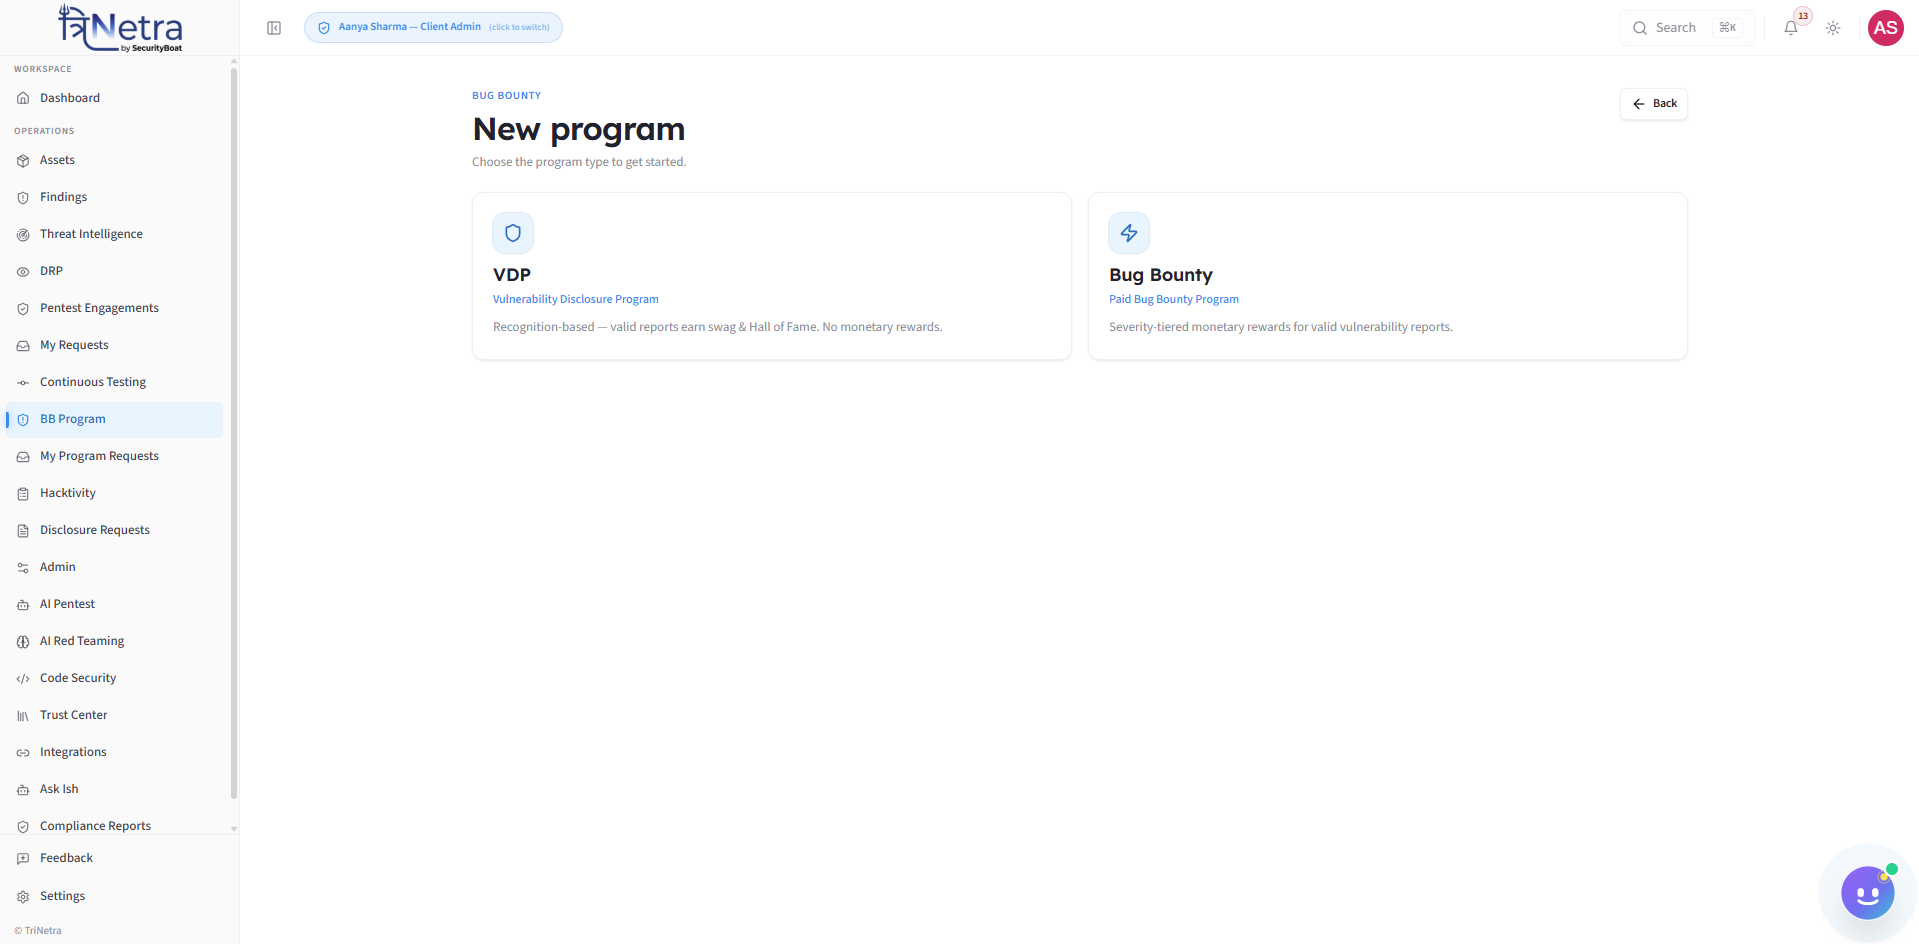 त्रिNetra
by SecurityBoat
WORKSPACE
Dashboard
OPERATIONS
Assets
Findings
Threat Intelligence
DRP
Pentest Engagements
My Requests
Continuous Testing
BB Program
My Program Requests
Hacktivity
Disclosure Requests
Admin
AI Pentest
AI Red Teaming
Code Security
Trust Center
Integrations
Ask Ish
Compliance Reports
Feedback
Settings
© TriNetra
Aanya Sharma — Client Admin (click to switch)
Search ⌘K
13
AS
BUG BOUNTY
New program
Choose the program type to get started.
Back
VDP
Vulnerability Disclosure Program
Recognition-based — valid reports earn swag & Hall of Fame. No monetary rewards.
Bug Bounty
Paid Bug Bounty Program
Severity-tiered monetary rewards for valid vulnerability reports.